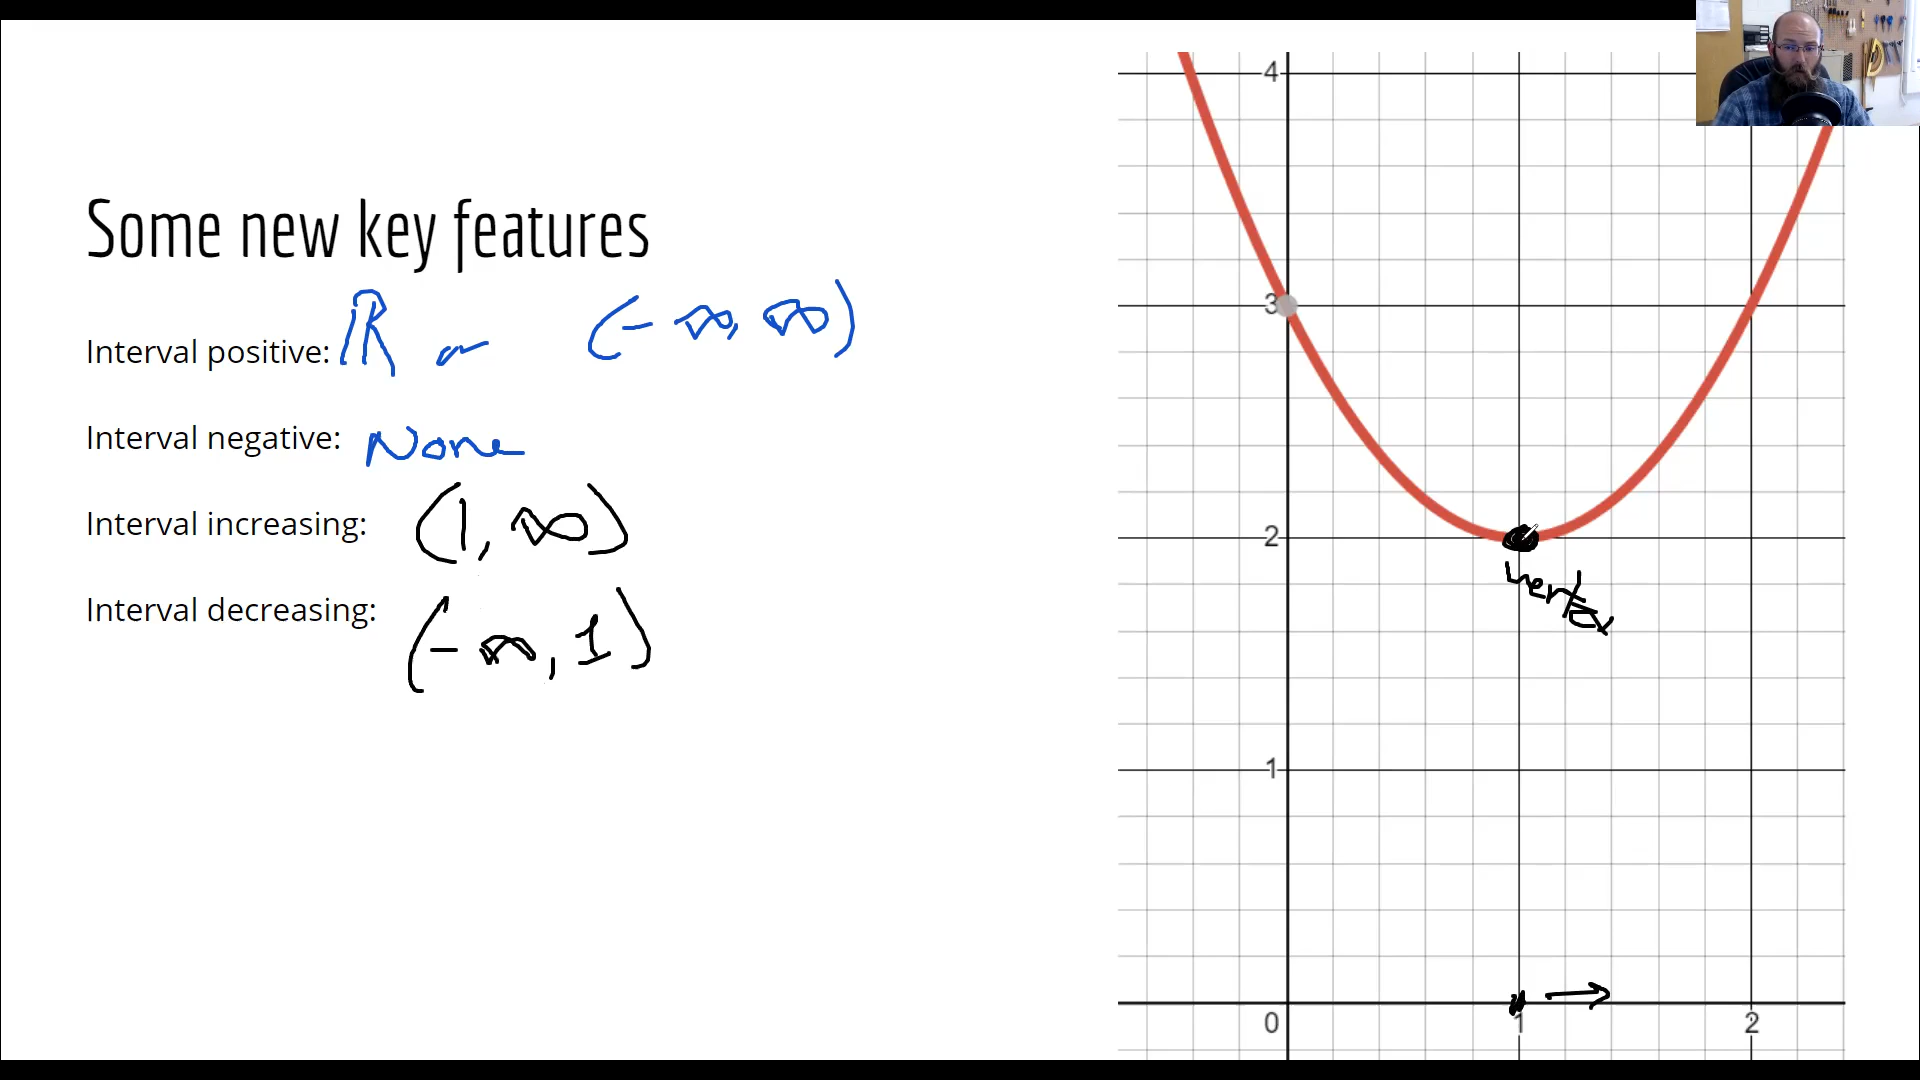 Some new key features
Interval positive: ℝ or (-∞, ∞)
Interval negative: None
Interval increasing: (1, ∞)
Interval decreasing: (-∞, 1)
4
3
2
vertex
1
0 1 2